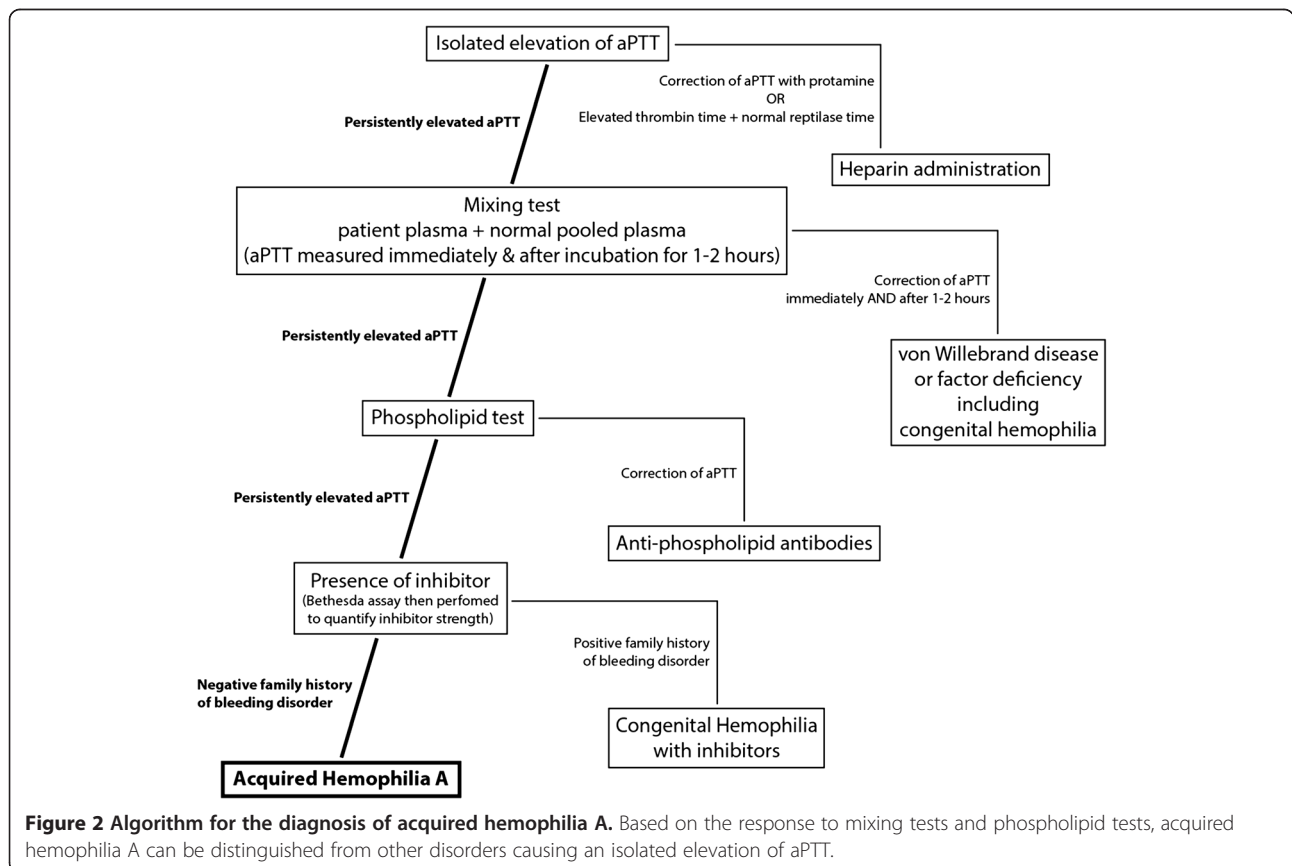 Isolated elevation of aPTT
Correction of aPTT with protamine
OR
Elevated thrombin time + normal reptilase time
Persistently elevated aPTT
Heparin administration
Mixing test
patient plasma + normal pooled plasma
(aPTT measured immediately & after incubation for 1-2 hours)
Correction of aPTT
immediately AND after 1-2 hours
Persistently elevated aPTT
von Willebrand disease
or factor deficiency
including
congenital hemophilia
Phospholipid test
Correction of aPTT
Persistently elevated aPTT
Anti-phospholipid antibodies
Presence of inhibitor
(Bethesda assay then perfomed
to quantify inhibitor strength)
Positive family history
of bleeding disorder
Negative family history
of bleeding disorder
Congenital Hemophilia
with inhibitors
Acquired Hemophilia A
Figure 2 Algorithm for the diagnosis of acquired hemophilia A. Based on the response to mixing tests and phospholipid tests, acquired
hemophilia A can be distinguished from other disorders causing an isolated elevation of aPTT.